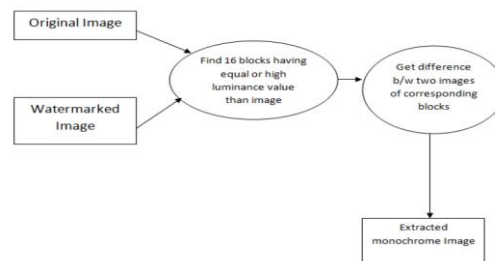 Original Image
Watermarked
Image
Find 16 blocks having
equal or high
luminance value
than image
Get difference
b/w two images
of corresponding
blocks
Extracted
monochrome Image